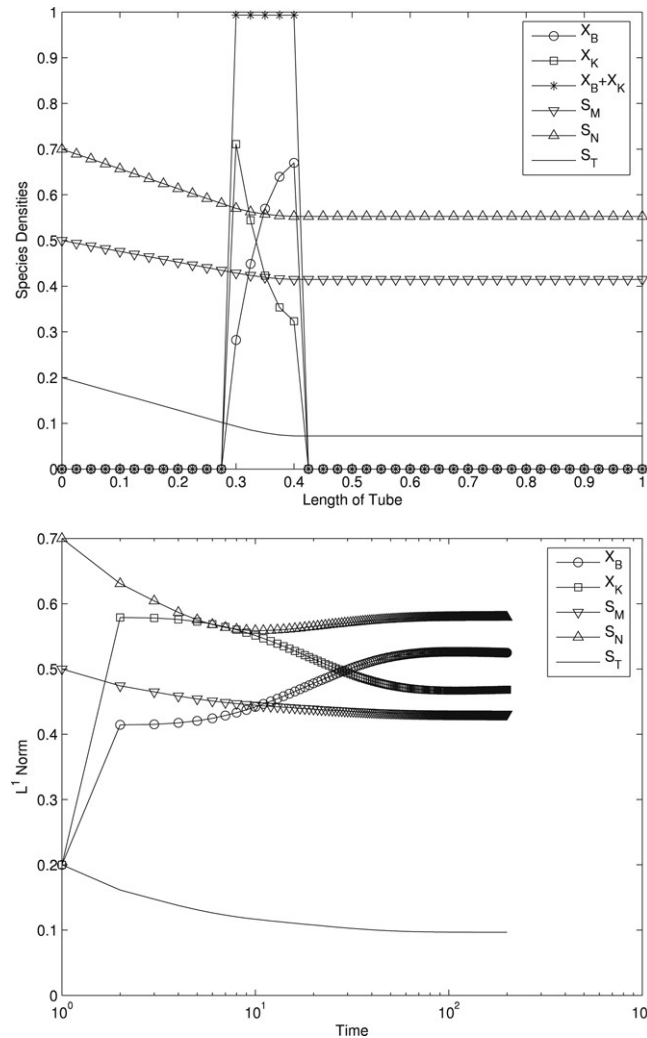 1
0.9
0.8
0.7
0.6
0.5
0.4
0.3
0.2
0.1
0
Species Densities
X_B
X_K
X_B+X_K
S_M
S_N
S_T
0 0.1 0.2 0.3 0.4 0.5 0.6 0.7 0.8 0.9 1
Length of Tube
0.7
0.6
0.5
0.4
0.3
0.2
0.1
0
L^1 Norm
X_B
X_K
S_M
S_N
S_T
10^0 10^1 10^2 10^3
Time